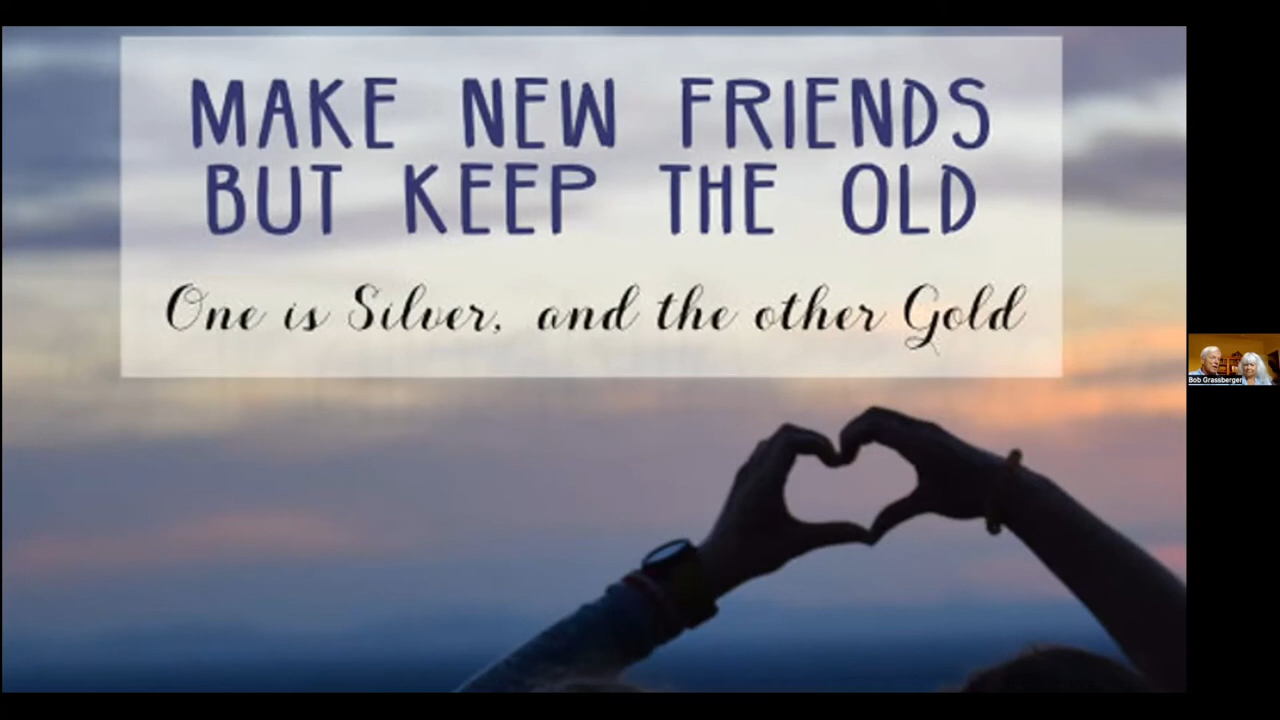 MAKE NEW FRIENDS
BUT KEEP THE OLD
One is Silver, and the other Gold
Bob Grassberger